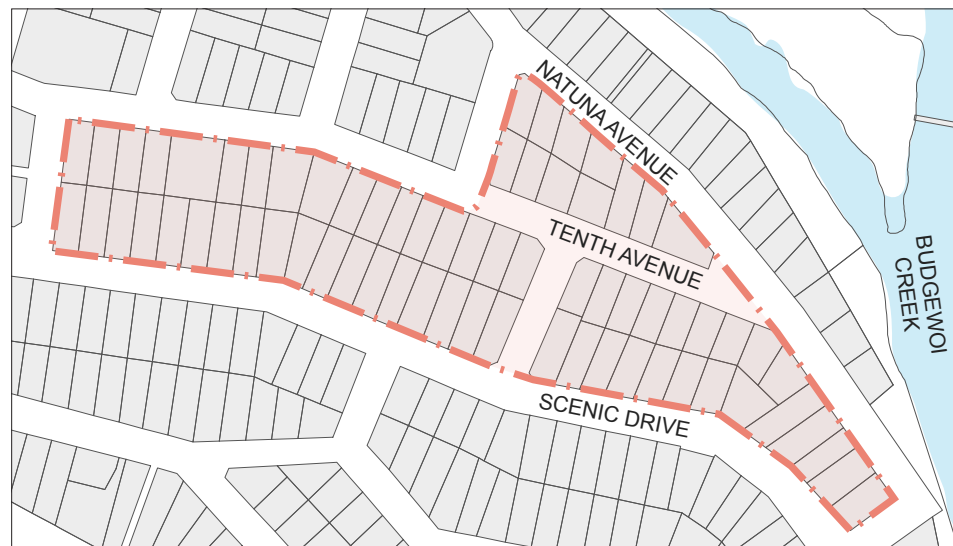 NATUNA AVENUE
TENTH AVENUE
BUDGEWOI
CREEK
SCENIC DRIVE